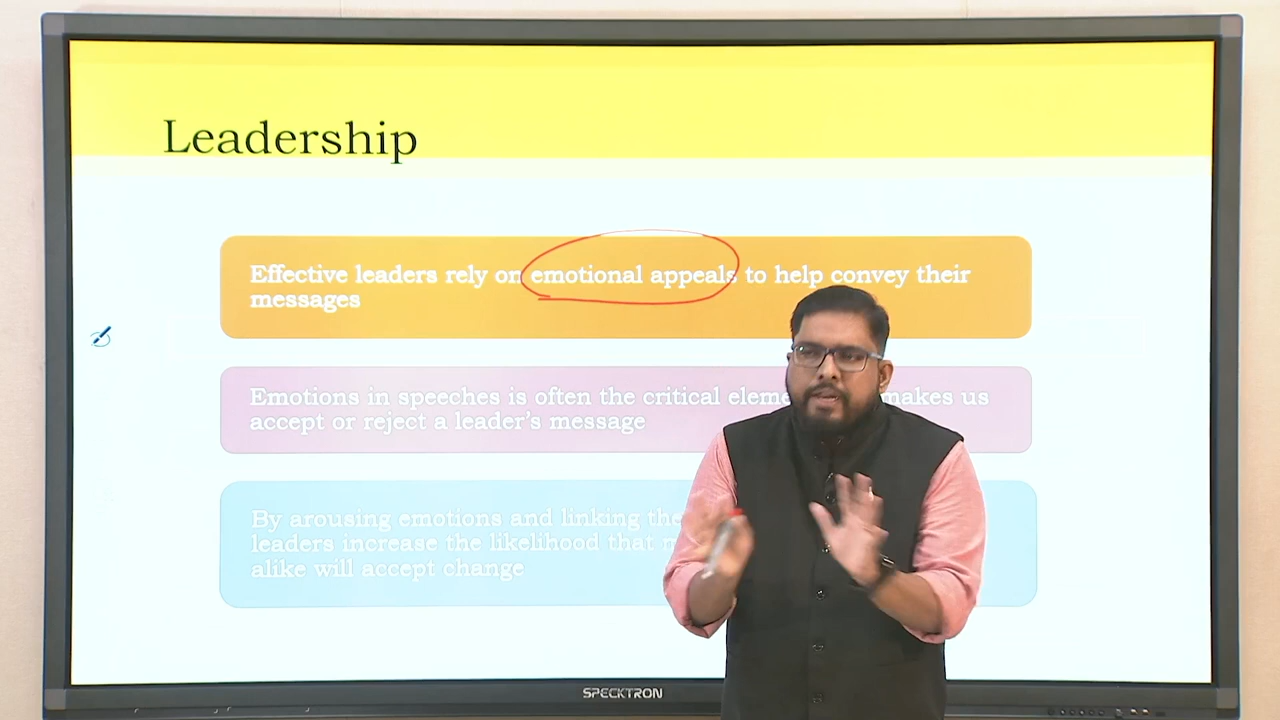 Leadership
Effective leaders rely on emotional appeals to help convey their
messages
Emotions in speeches is often the critical makes us
accept or reject a leader's message
By arousing emotions and linking
leaders increase the likelihood that
alike will accept change
SPECKTRON